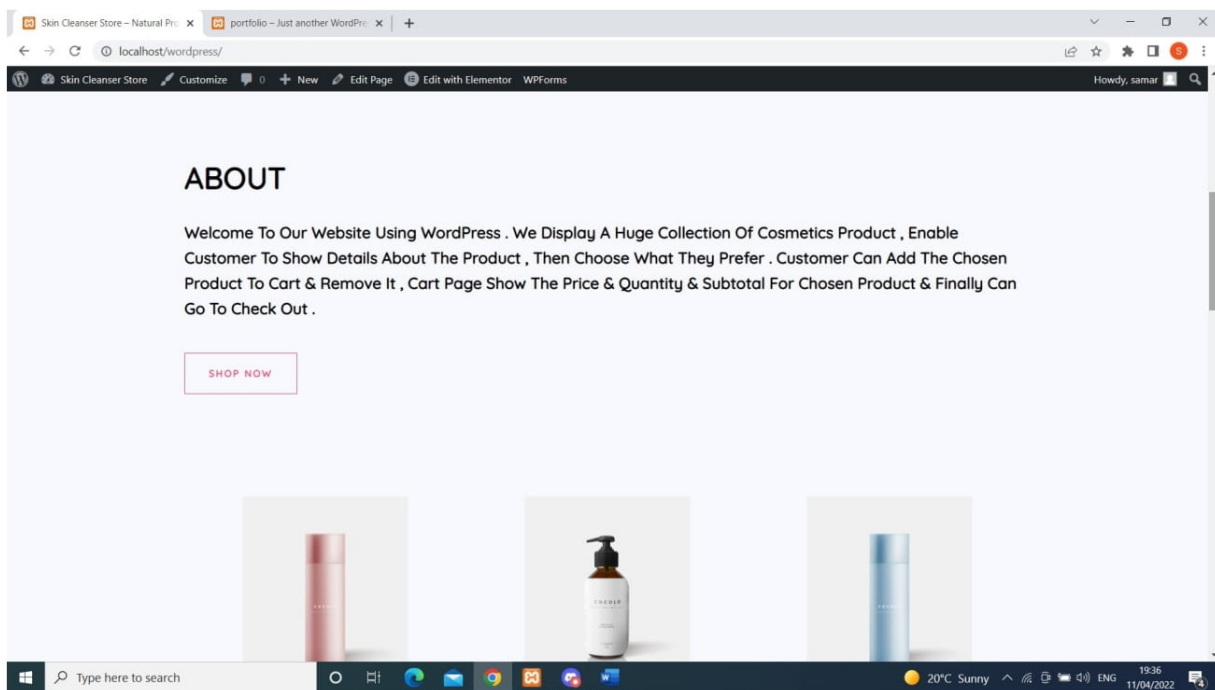 Skin Cleanser Store – Natural Pro
portfolio – Just another WordPre
localhost/wordpress/
S
Skin Cleanser Store Customize 0 New Edit Page Edit with Elementor WPForms Howdy, samar
ABOUT
Welcome To Our Website Using WordPress . We Display A Huge Collection Of Cosmetics Product , Enable
Customer To Show Details About The Product , Then Choose What They Prefer . Customer Can Add The Chosen
Product To Cart & Remove It , Cart Page Show The Price & Quantity & Subtotal For Chosen Product & Finally Can
Go To Check Out .
SHOP NOW
COCOLO
Type here to search
20°C Sunny ENG
19:36
11/04/2022
4